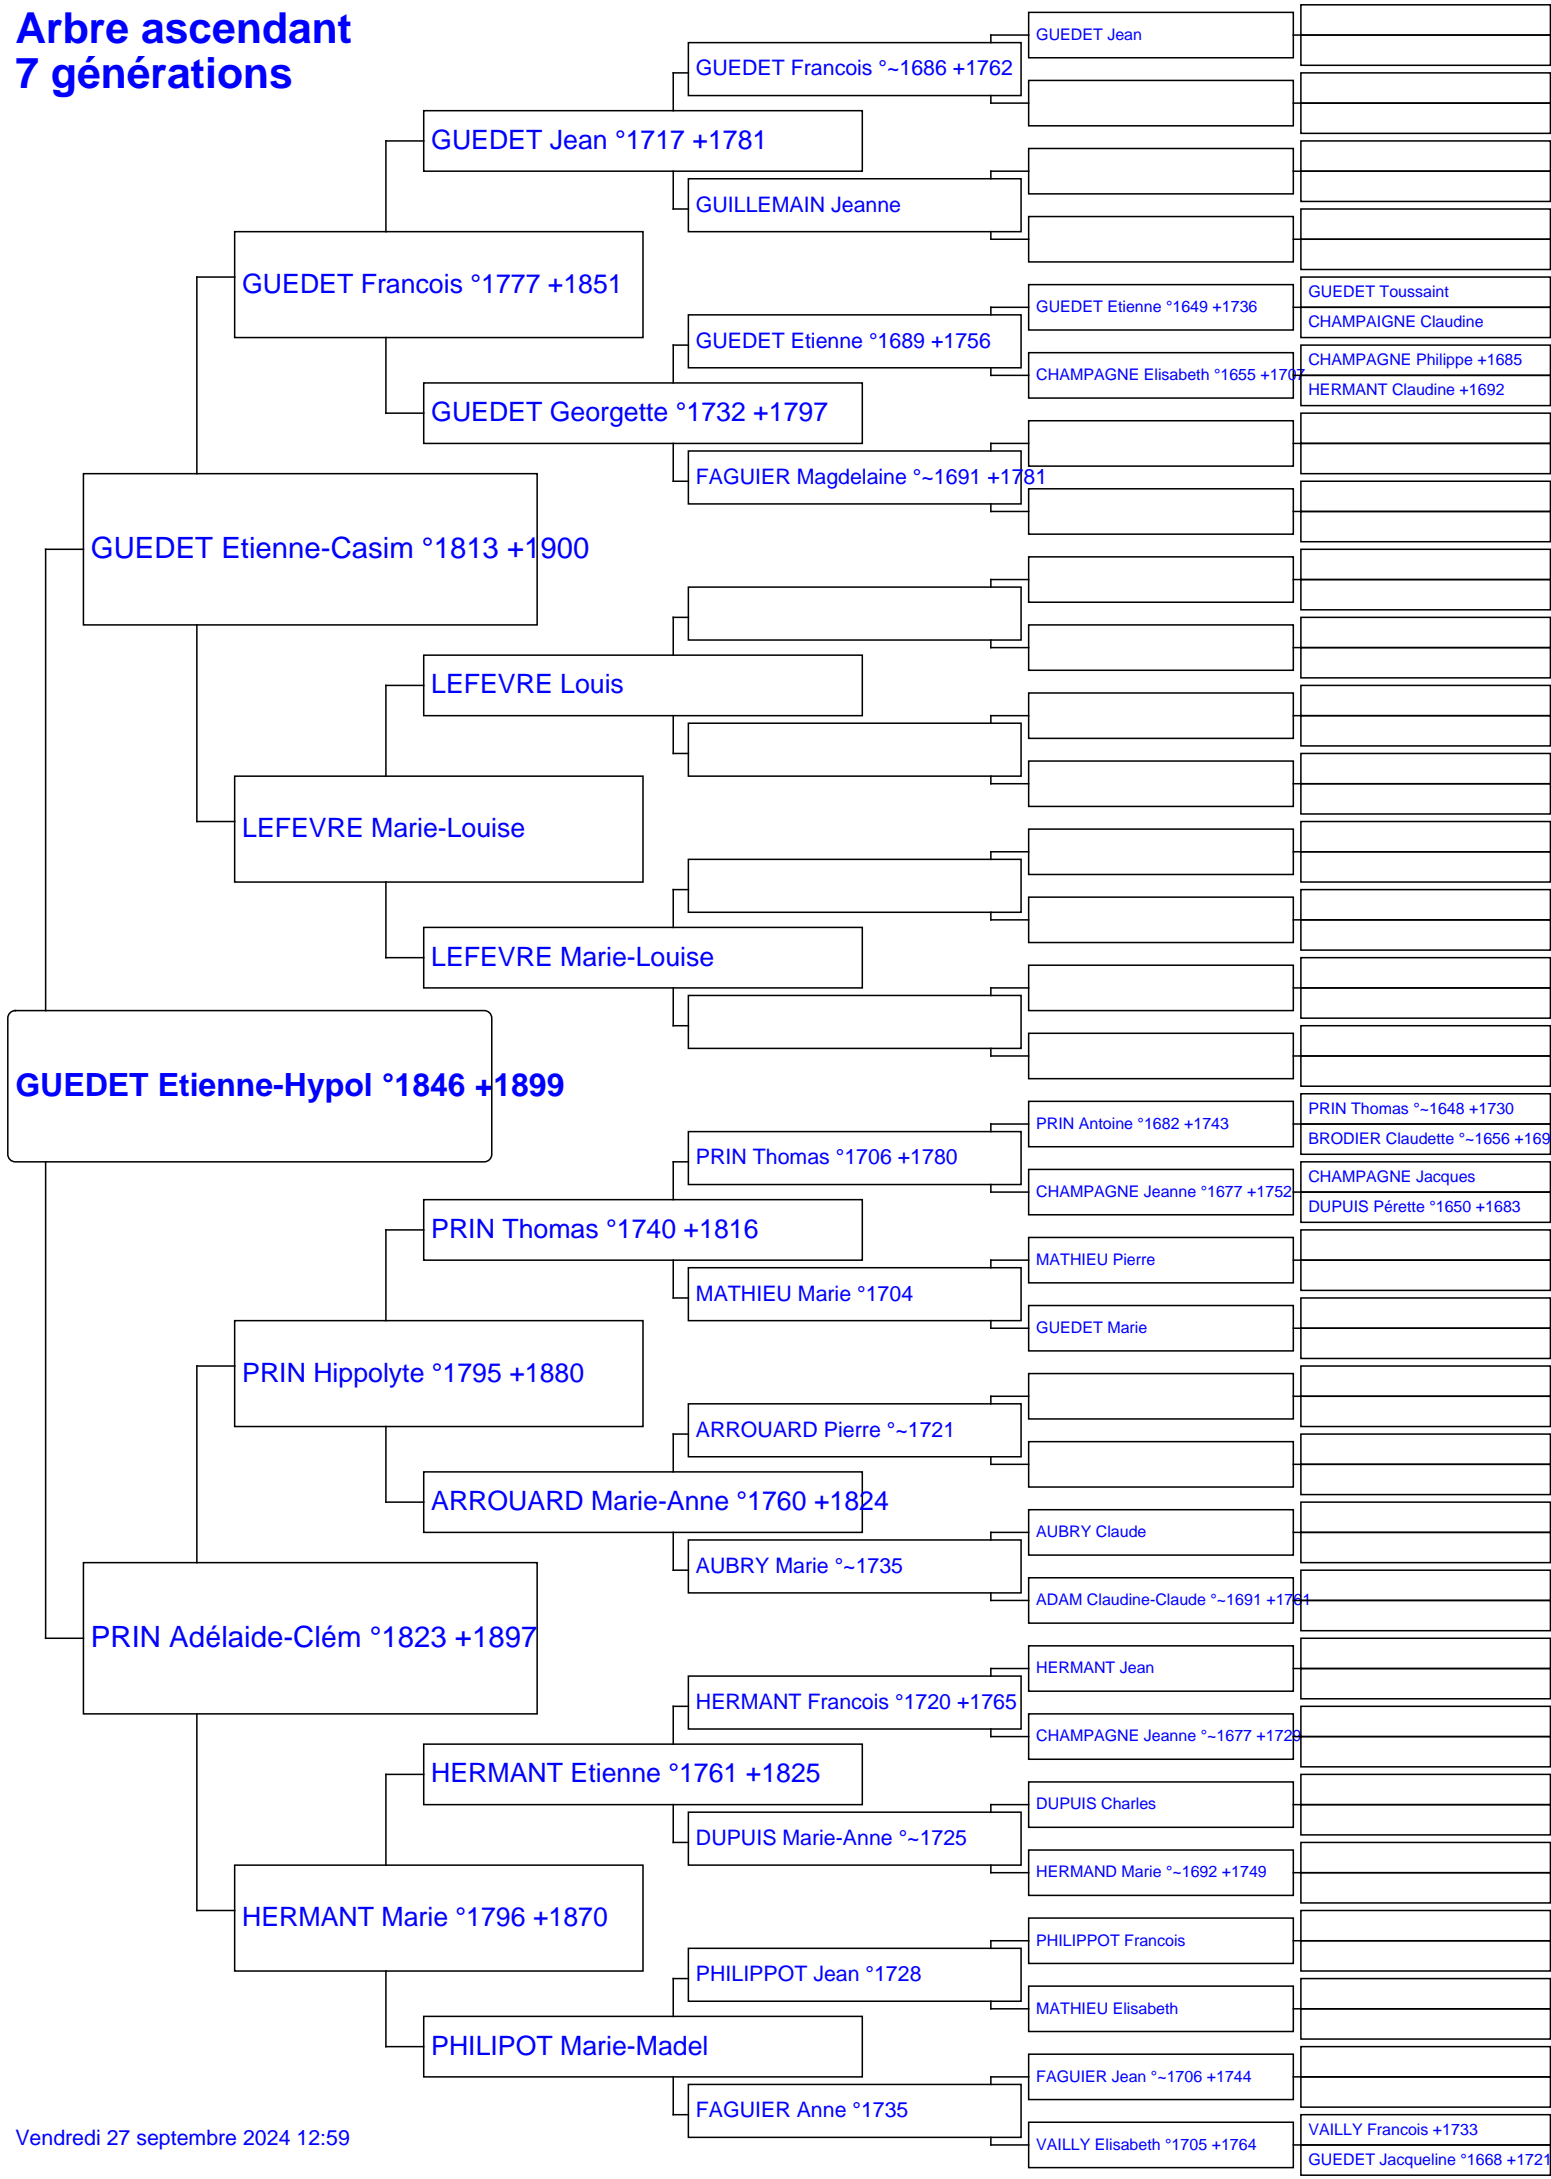 Arbre ascendant
7 générations
GUEDET Jean
GUEDET Francois °~1686 +1762
GUEDET Jean °1717 +1781
GUILLEMAIN Jeanne
GUEDET Francois °1777 +1851
GUEDET Toussaint
GUEDET Etienne °1649 +1736
CHAMPAIGNE Claudine
GUEDET Etienne °1689 +1756
CHAMPAGNE Philippe +1685
CHAMPAGNE Elisabeth °1655 +1707
HERMANT Claudine +1692
GUEDET Georgette °1732 +1797
FAGUIER Magdelaine °~1691 +1781
GUEDET Etienne-Casim °1813 +1900
LEFEVRE Louis
LEFEVRE Marie-Louise
LEFEVRE Marie-Louise
GUEDET Etienne-Hypol °1846 +1899
PRIN Thomas °~1648 +1730
PRIN Antoine °1682 +1743
BRODIER Claudette °~1656 +169
PRIN Thomas °1706 +1780
CHAMPAGNE Jacques
CHAMPAGNE Jeanne °1677 +1752
DUPUIS Pérette °1650 +1683
PRIN Thomas °1740 +1816
MATHIEU Pierre
MATHIEU Marie °1704
GUEDET Marie
PRIN Hippolyte °1795 +1880
ARROUARD Pierre °~1721
ARROUARD Marie-Anne °1760 +1824
AUBRY Claude
AUBRY Marie °~1735
ADAM Claudine-Claude °~1691 +1761
PRIN Adélaide-Clém °1823 +1897
HERMANT Jean
HERMANT Francois °1720 +1765
CHAMPAGNE Jeanne °~1677 +1729
HERMANT Etienne °1761 +1825
DUPUIS Charles
DUPUIS Marie-Anne °~1725
HERMAND Marie °~1692 +1749
HERMANT Marie °1796 +1870
PHILIPPOT Francois
PHILIPPOT Jean °1728
MATHIEU Elisabeth
PHILIPOT Marie-Madel
FAGUIER Jean °~1706 +1744
FAGUIER Anne °1735
VAILLY Francois +1733
VAILLY Elisabeth °1705 +1764
GUEDET Jacqueline °1668 +1721
Vendredi 27 septembre 2024 12:59